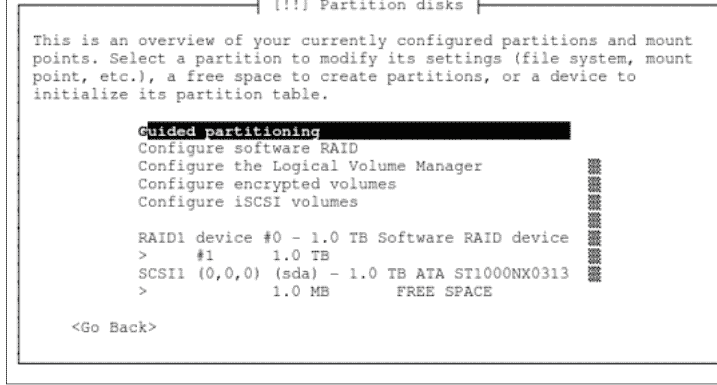 [!!] Partition disks
This is an overview of your currently configured partitions and mount
points. Select a partition to modify its settings (file system, mount
point, etc.), a free space to create partitions, or a device to
initialize its partition table.
Guided partitioning
Configure software RAID
Configure the Logical Volume Manager
Configure encrypted volumes
Configure iSCSI volumes
RAID1 device #0 - 1.0 TB Software RAID device
> #1 1.0 TB
SCSI1 (0,0,0) (sda) - 1.0 TB ATA ST1000NX0313
> 1.0 MB FREE SPACE
<Go Back>